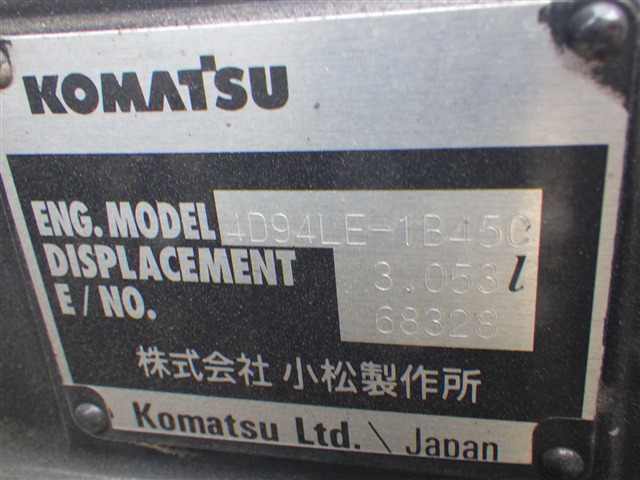 KOMATSU
ENG. MODEL 4D94LE-1B45C
DISPLACEMENT 3.053 l
E / NO. 68328
株式会社 小松製作所
Komatsu Ltd. \ Japan